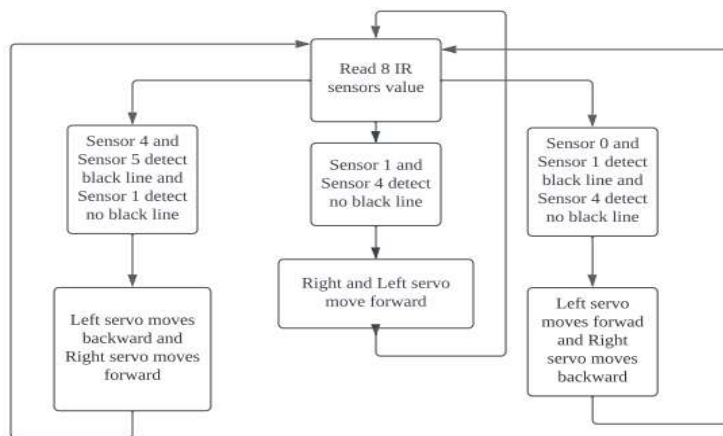 Read 8 IR
sensors value
Sensor 4 and
Sensor 5 detect
black line and
Sensor 1 detect
no black line
Sensor 1 and
Sensor 4 detect
no black line
Sensor 0 and
Sensor 1 detect
black line and
Sensor 4 detect
no black line
Left servo moves
backward and
Right servo moves
forward
Right and Left servo
move forward
Left servo
moves forwad
and Right
servo moves
backward